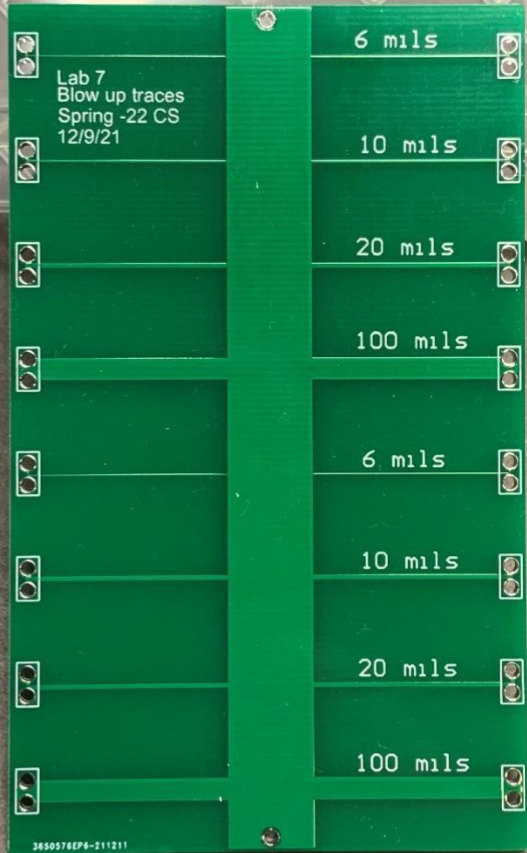 6 mils
Lab 7
Blow up traces
Spring -22 CS
12/9/21
10 mils
20 mils
100 mils
6 mils
10 mils
20 mils
100 mils
3650576EP6-211211